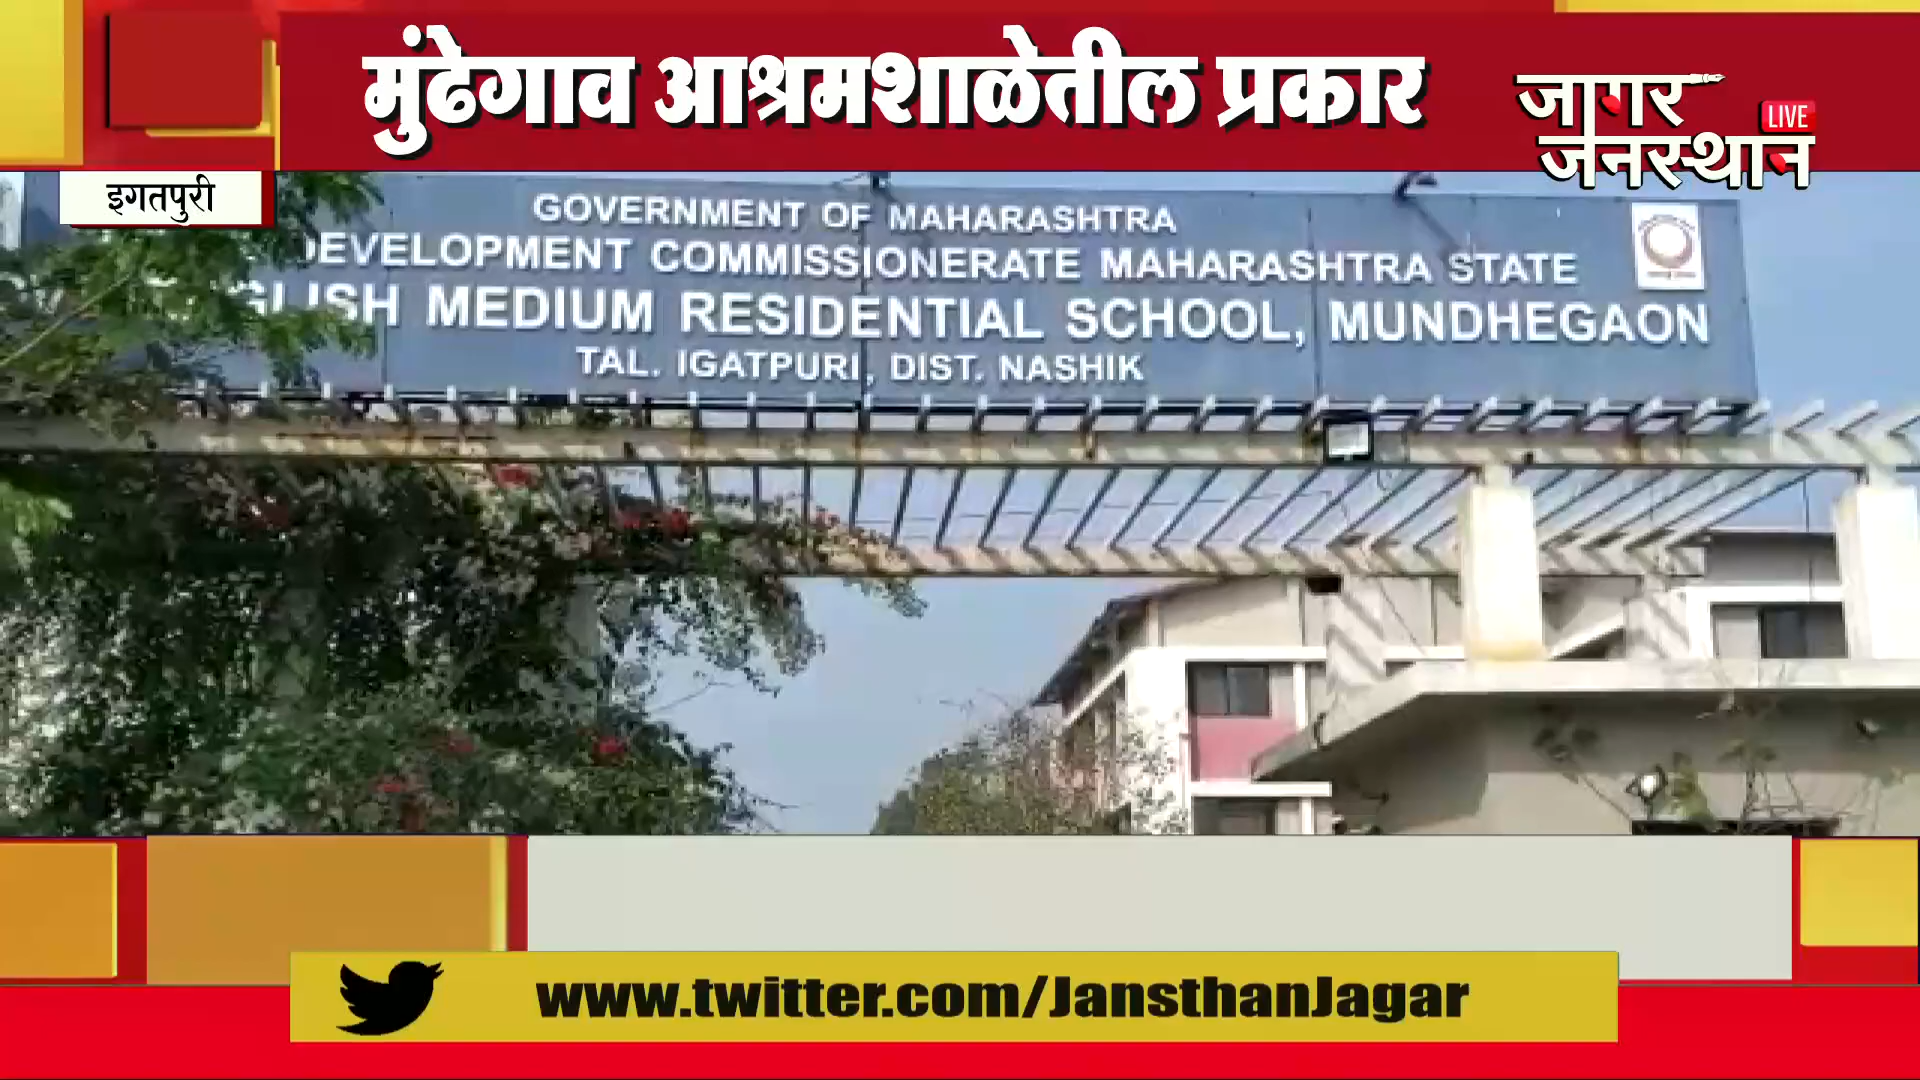 मुंढेगाव आश्रमशाळेतील प्रकार
जागर
LIVE
जनस्थान
इगतपुरी
GOVERNMENT OF MAHARASHTRA
DEVELOPMENT COMMISSIONERATE MAHARASHTRA STATE
MEDIUM RESIDENTIAL SCHOOL, MUNDHEGAON
TAL. IGATPURI, DIST. NASHIK
www.twitter.com/JansthanJagar